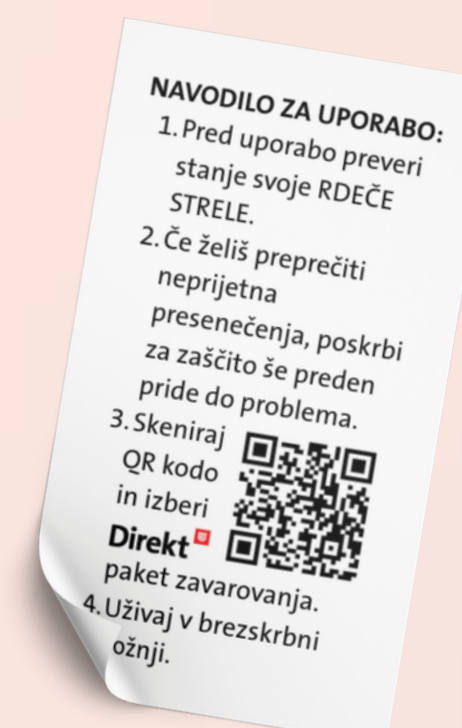 NAVODILO ZA UPORABO:
1. Pred uporabo preveri
stanje svoje RDEČE
STRELE.
2. Če želiš preprečiti
neprijetna
presenečenja, poskrbi
za zaščito še preden
pride do problema.
3. Skeniraj
QR kodo
in izberi
Direkt
paket zavarovanja.
4. Uživaj v brezskrbni
ožnji.